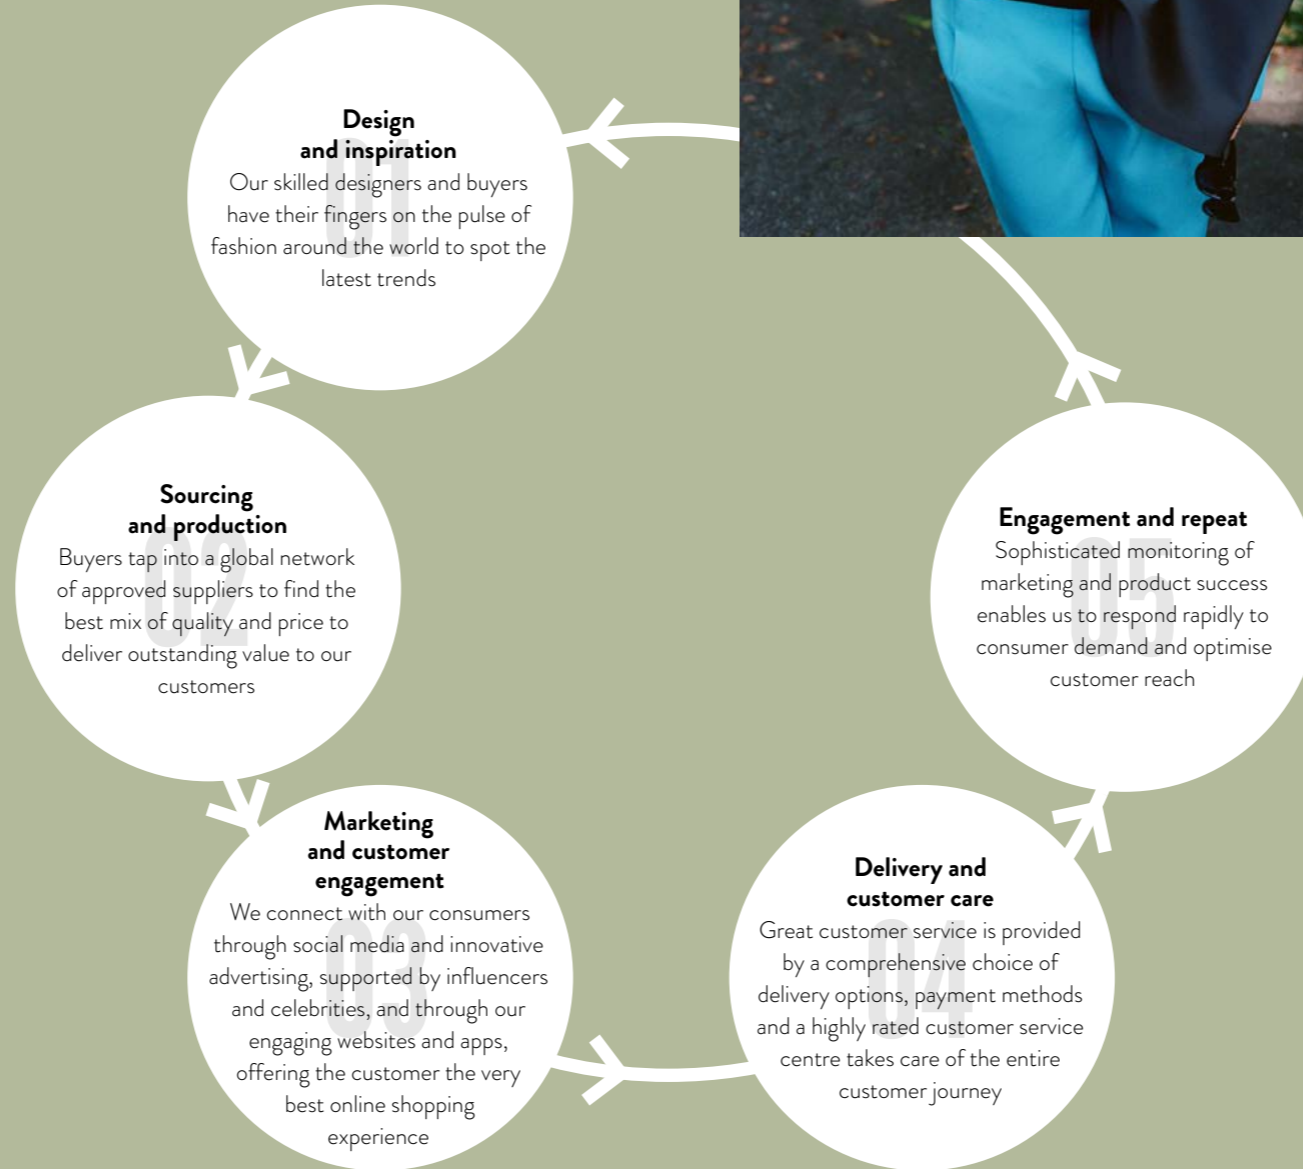 01
Design
and inspiration
Our skilled designers and buyers
have their fingers on the pulse of
fashion around the world to spot the
latest trends
02
Sourcing
and production
Buyers tap into a global network
of approved suppliers to find the
best mix of quality and price to
deliver outstanding value to our
customers
03
Marketing
and customer
engagement
We connect with our consumers
through social media and innovative
advertising, supported by influencers
and celebrities, and through our
engaging websites and apps,
offering the customer the very
best online shopping
experience
04
Delivery and
customer care
Great customer service is provided
by a comprehensive choice of
delivery options, payment methods
and a highly rated customer service
centre takes care of the entire
customer journey
05
Engagement and repeat
Sophisticated monitoring of
marketing and product success
enables us to respond rapidly to
consumer demand and optimise
customer reach